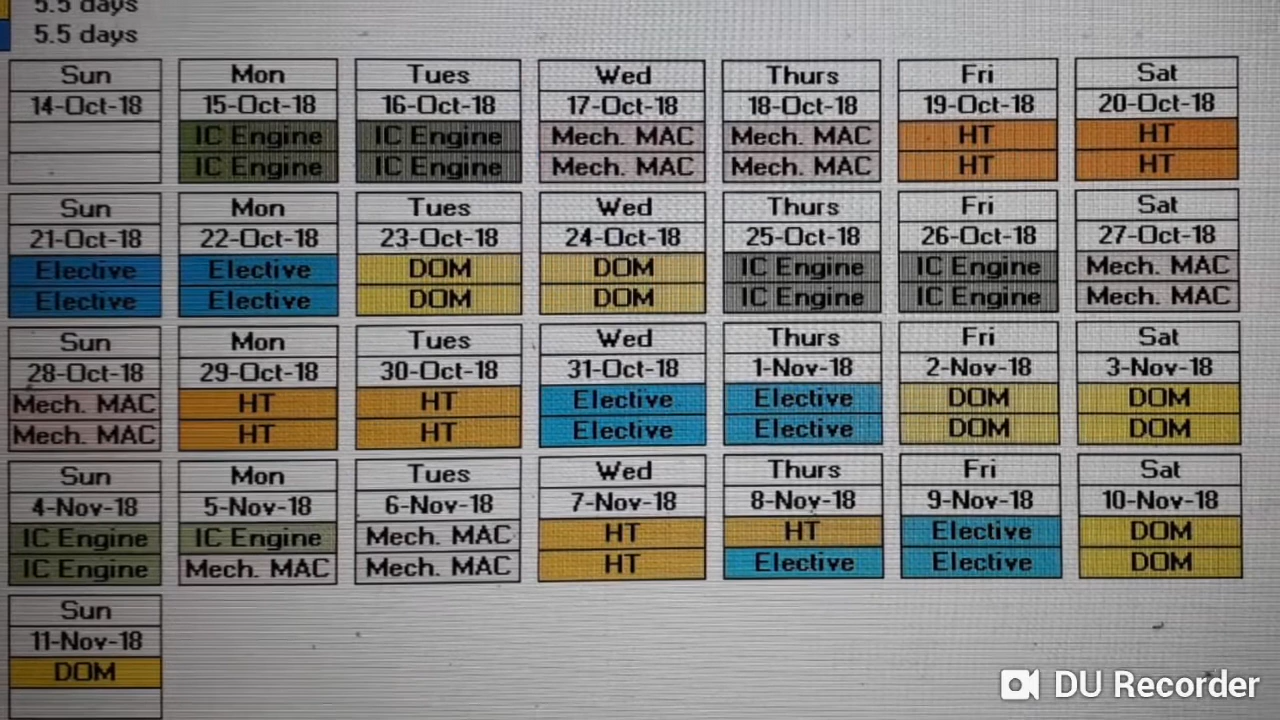 5.5 days
5.5 days
Sun Mon Tues Wed Thurs Fri Sat
14-Oct-18 15-Oct-18 16-Oct-18 17-Oct-18 18-Oct-18 19-Oct-18 20-Oct-18
IC Engine IC Engine Mech. MAC Mech. MAC HT HT
IC Engine IC Engine Mech. MAC Mech. MAC HT HT
Sun Mon Tues Wed Thurs Fri Sat
21-Oct-18 22-Oct-18 23-Oct-18 24-Oct-18 25-Oct-18 26-Oct-18 27-Oct-18
Elective Elective DOM DOM IC Engine IC Engine Mech. MAC
Elective Elective DOM DOM IC Engine IC Engine Mech. MAC
Sun Mon Tues Wed Thurs Fri Sat
28-Oct-18 29-Oct-18 30-Oct-18 31-Oct-18 1-Nov-18 2-Nov-18 3-Nov-18
Mech. MAC HT HT Elective Elective DOM DOM
Mech. MAC HT HT Elective Elective DOM DOM
Sun Mon Tues Wed Thurs Fri Sat
4-Nov-18 5-Nov-18 6-Nov-18 7-Nov-18 8-Nov-18 9-Nov-18 10-Nov-18
IC Engine IC Engine Mech. MAC HT HT Elective DOM
IC Engine Mech. MAC Mech. MAC HT Elective Elective DOM
Sun
11-Nov-18
DOM
DU Recorder